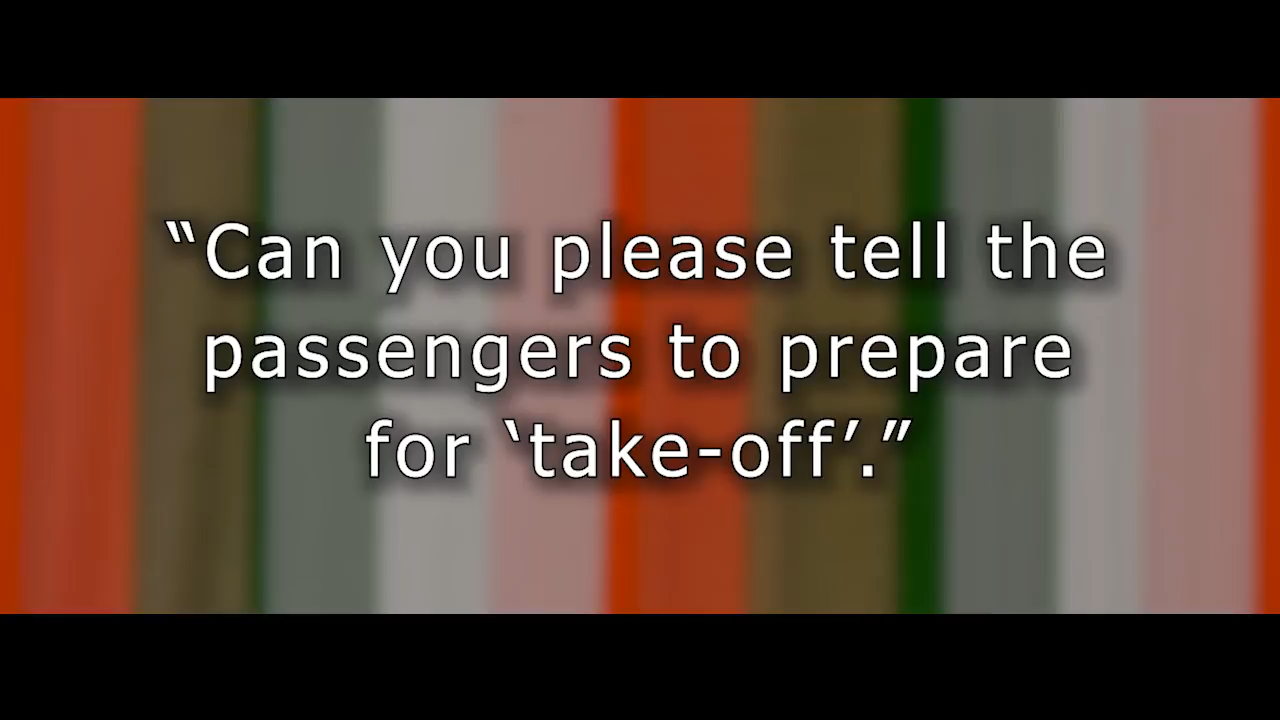 “Can you please tell the
passengers to prepare
for ‘take-off’.”